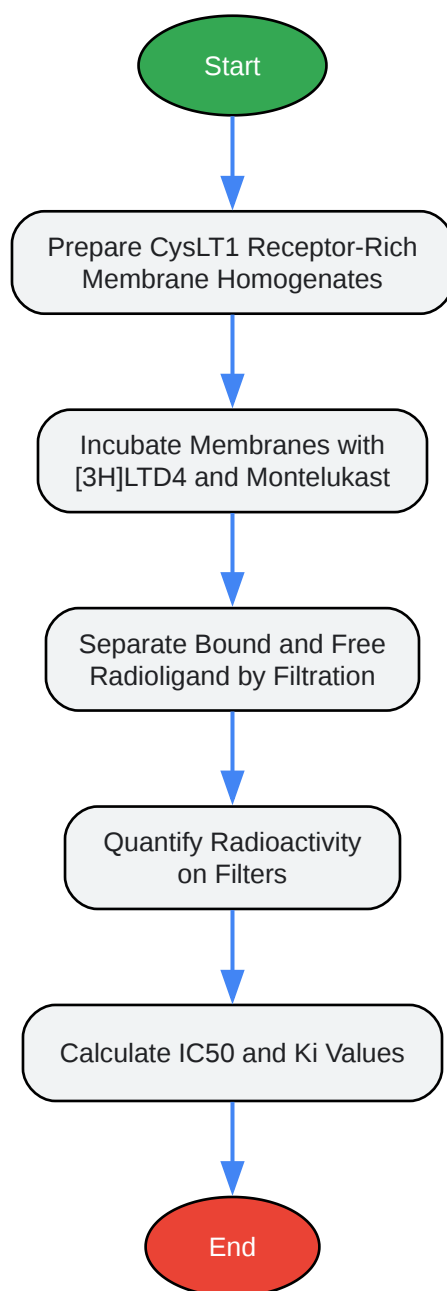 Start
Prepare CysLT1 Receptor-Rich
Membrane Homogenates
Incubate Membranes with
[3H]LTD4 and Montelukast
Separate Bound and Free
Radioligand by Filtration
Quantify Radioactivity
on Filters
Calculate IC50 and Ki Values
End